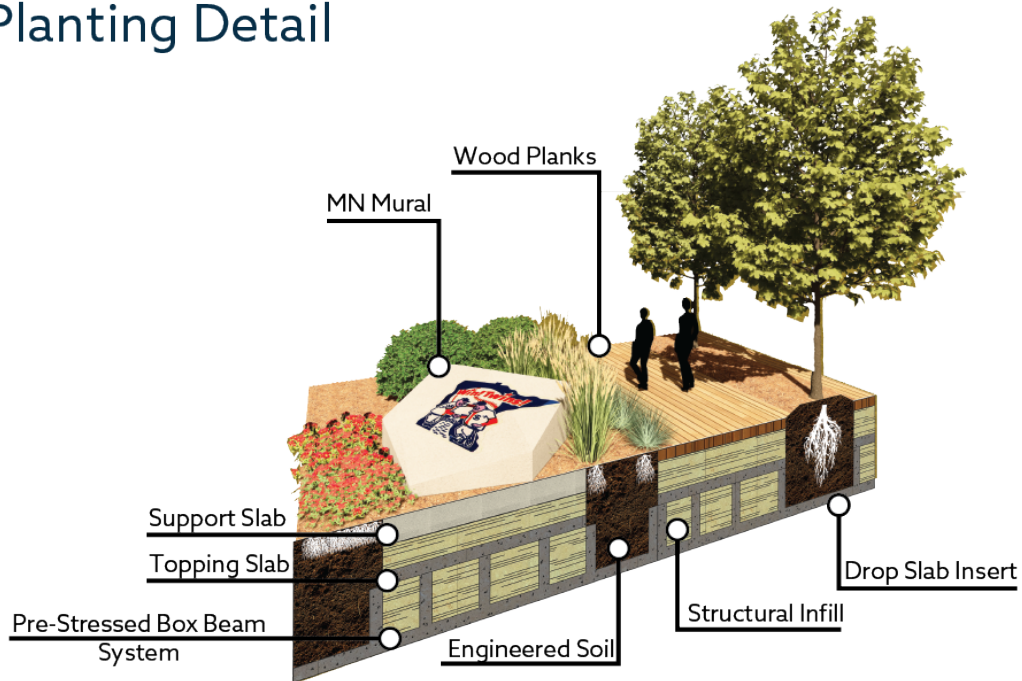 Planting Detail
Wood Planks
MN Mural
Support Slab
Topping Slab
Pre-Stressed Box Beam
System
Engineered Soil
Structural Infill
Drop Slab Insert